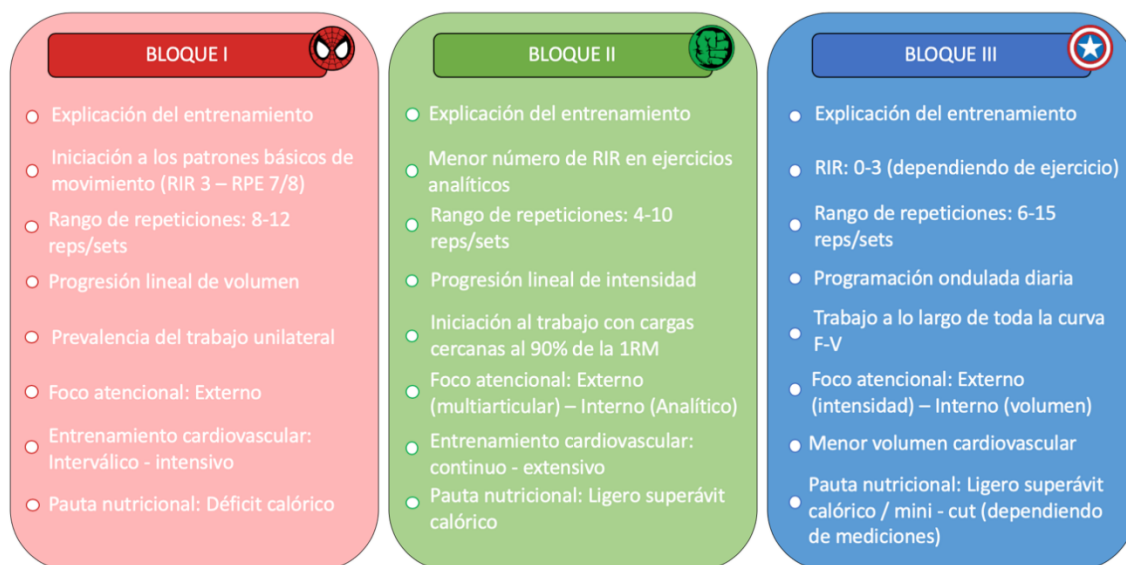 BLOQUE I
Explicación del entrenamiento
Iniciación a los patrones básicos de
movimiento (RIR 3 – RPE 7/8)
Rango de repeticiones: 8-12
reps/sets
Progresión lineal de volumen
Prevalencia del trabajo unilateral
Foco atencional: Externo
Entrenamiento cardiovascular:
Interválico - intensivo
Pauta nutricional: Déficit calórico
BLOQUE II
Explicación del entrenamiento
Menor número de RIR en ejercicios
analíticos
Rango de repeticiones: 4-10
reps/sets
Progresión lineal de intensidad
Iniciación al trabajo con cargas
cercanas al 90% de la 1RM
Foco atencional: Externo
(multiarticular) – Interno (Analítico)
Entrenamiento cardiovascular:
continuo - extensivo
Pauta nutricional: Ligero superávit
calórico
BLOQUE III
Explicación del entrenamiento
RIR: 0-3 (dependiendo de ejercicio)
Rango de repeticiones: 6-15
reps/sets
Programación ondulada diaria
Trabajo a lo largo de toda la curva
F-V
Foco atencional: Externo
(intensidad) – Interno (volumen)
Menor volumen cardiovascular
Pauta nutricional: Ligero superávit
calórico / mini - cut (dependiendo
de mediciones)